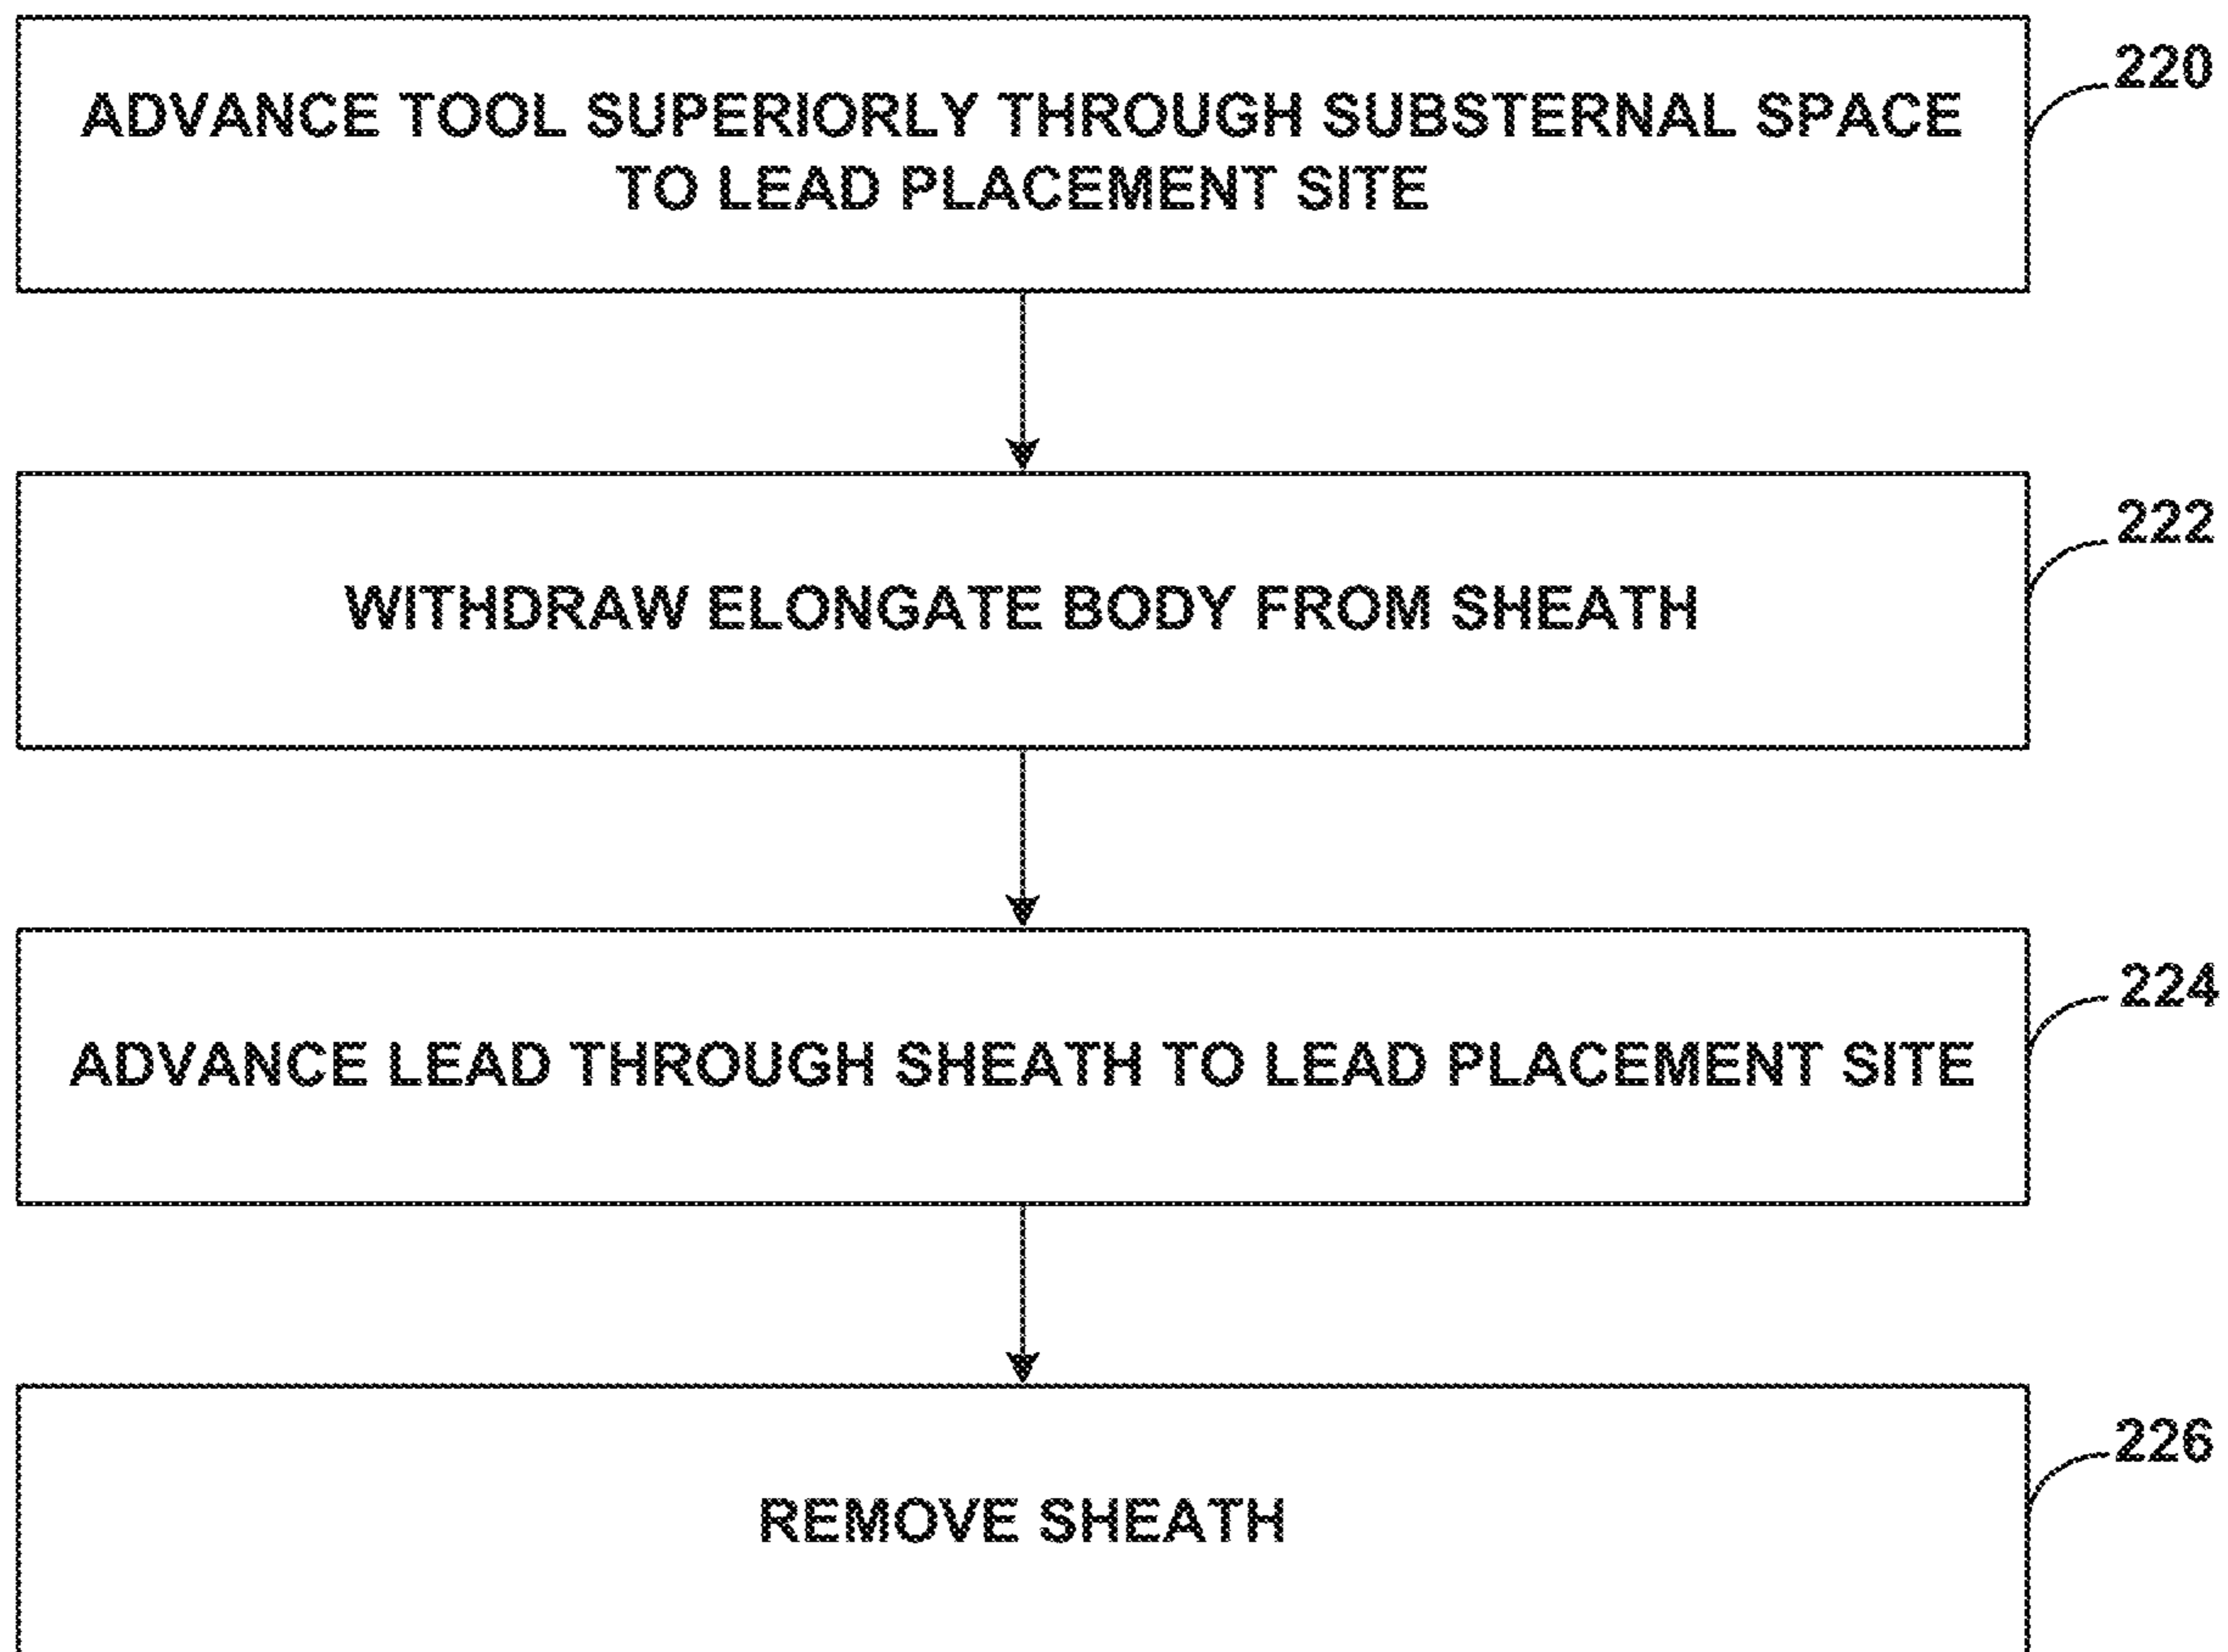 ADVANCE TOOL SUPERIORLY THROUGH SUBSTERNAL SPACE
TO LEAD PLACEMENT SITE
220
WITHDRAW ELONGATE BODY FROM SHEATH
222
ADVANCE LEAD THROUGH SHEATH TO LEAD PLACEMENT SITE
224
REMOVE SHEATH
226